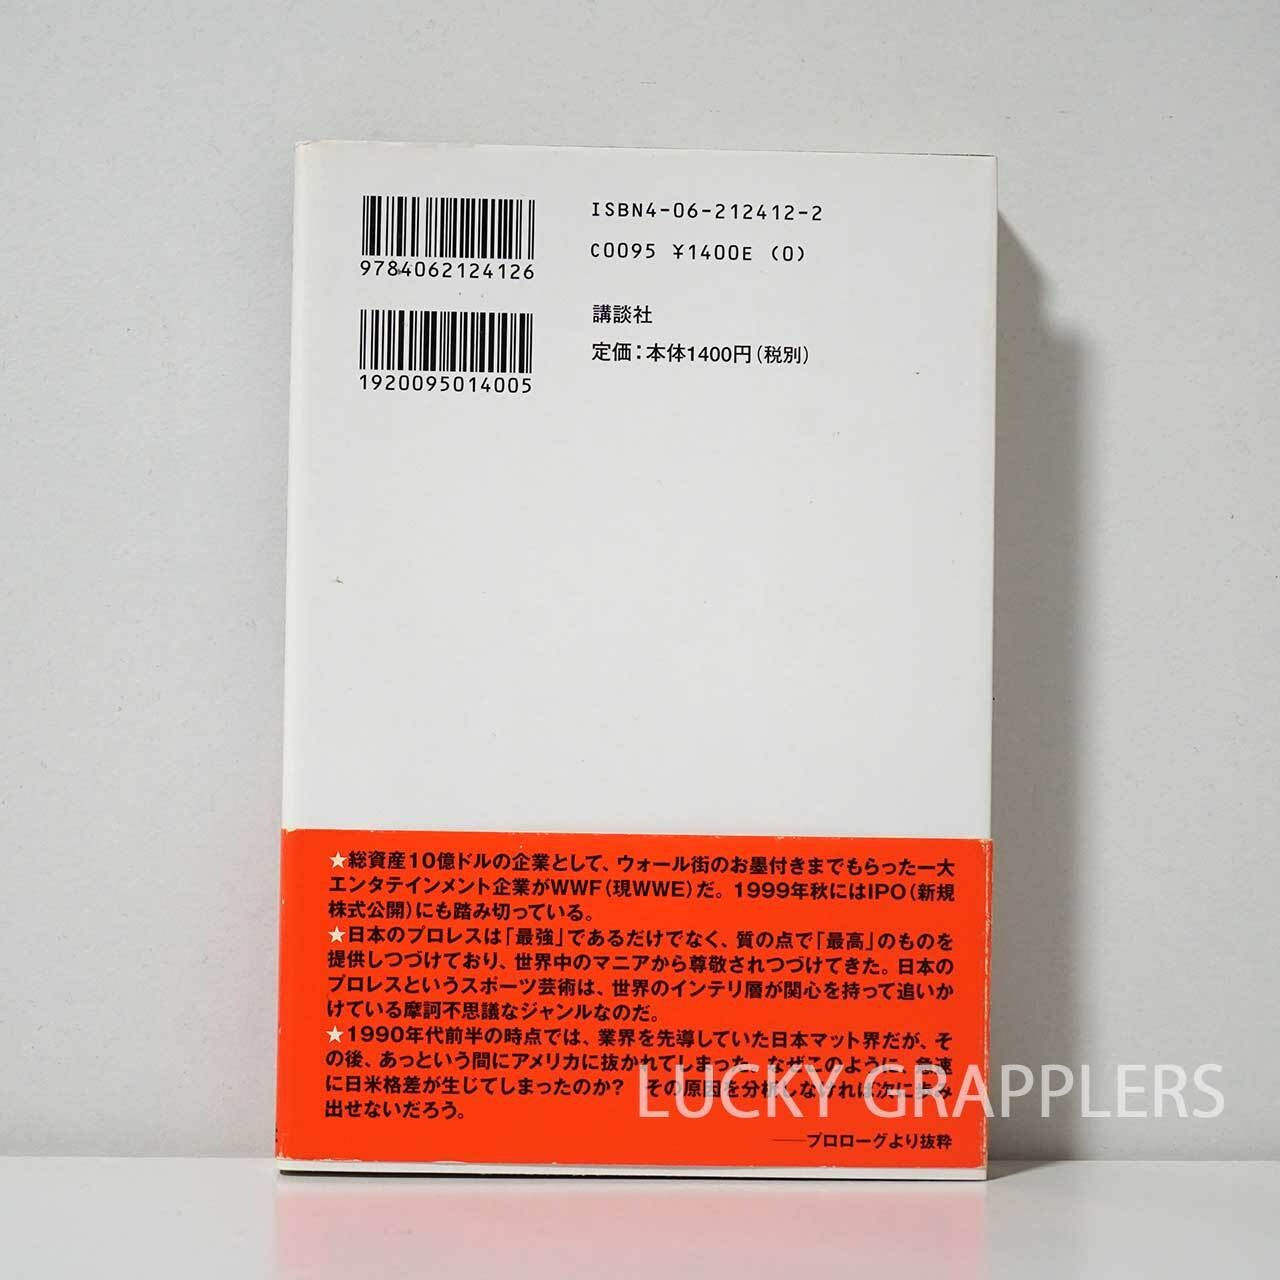 ISBN4-06-212412-2
9784062124126
C0095 ¥1400E (0)
講談社
定価:本体1400円(税別)
1920095014005
★総資産10億ドルの企業として、ウォール街のお墨付きまでもらった一大
エンタテインメント企業がWWF(現WWE)だ。1999年秋にはIPO(新規
株式公開)にも踏み切っている。
★日本のプロレスは「最強」であるだけでなく、質の点で「最高」のものを
提供しつづけており、世界中のマニアから尊敬されつづけてきた。日本の
プロレスというスポーツ芸術は、世界のインテリ層が関心を持って追いか
けている摩訶不思議なジャンルなのだ。
★1990年代前半の時点では、業界を先導していた日本マット界だが、そ
の後、あっという間にアメリカに抜かれてしまった。なぜこのように、急速
に日米格差が生じてしまったのか? その原因を分析しなければ次に歩み
出せないだろう。
——プロローグより抜粋
LUCKY GRAPPLERS